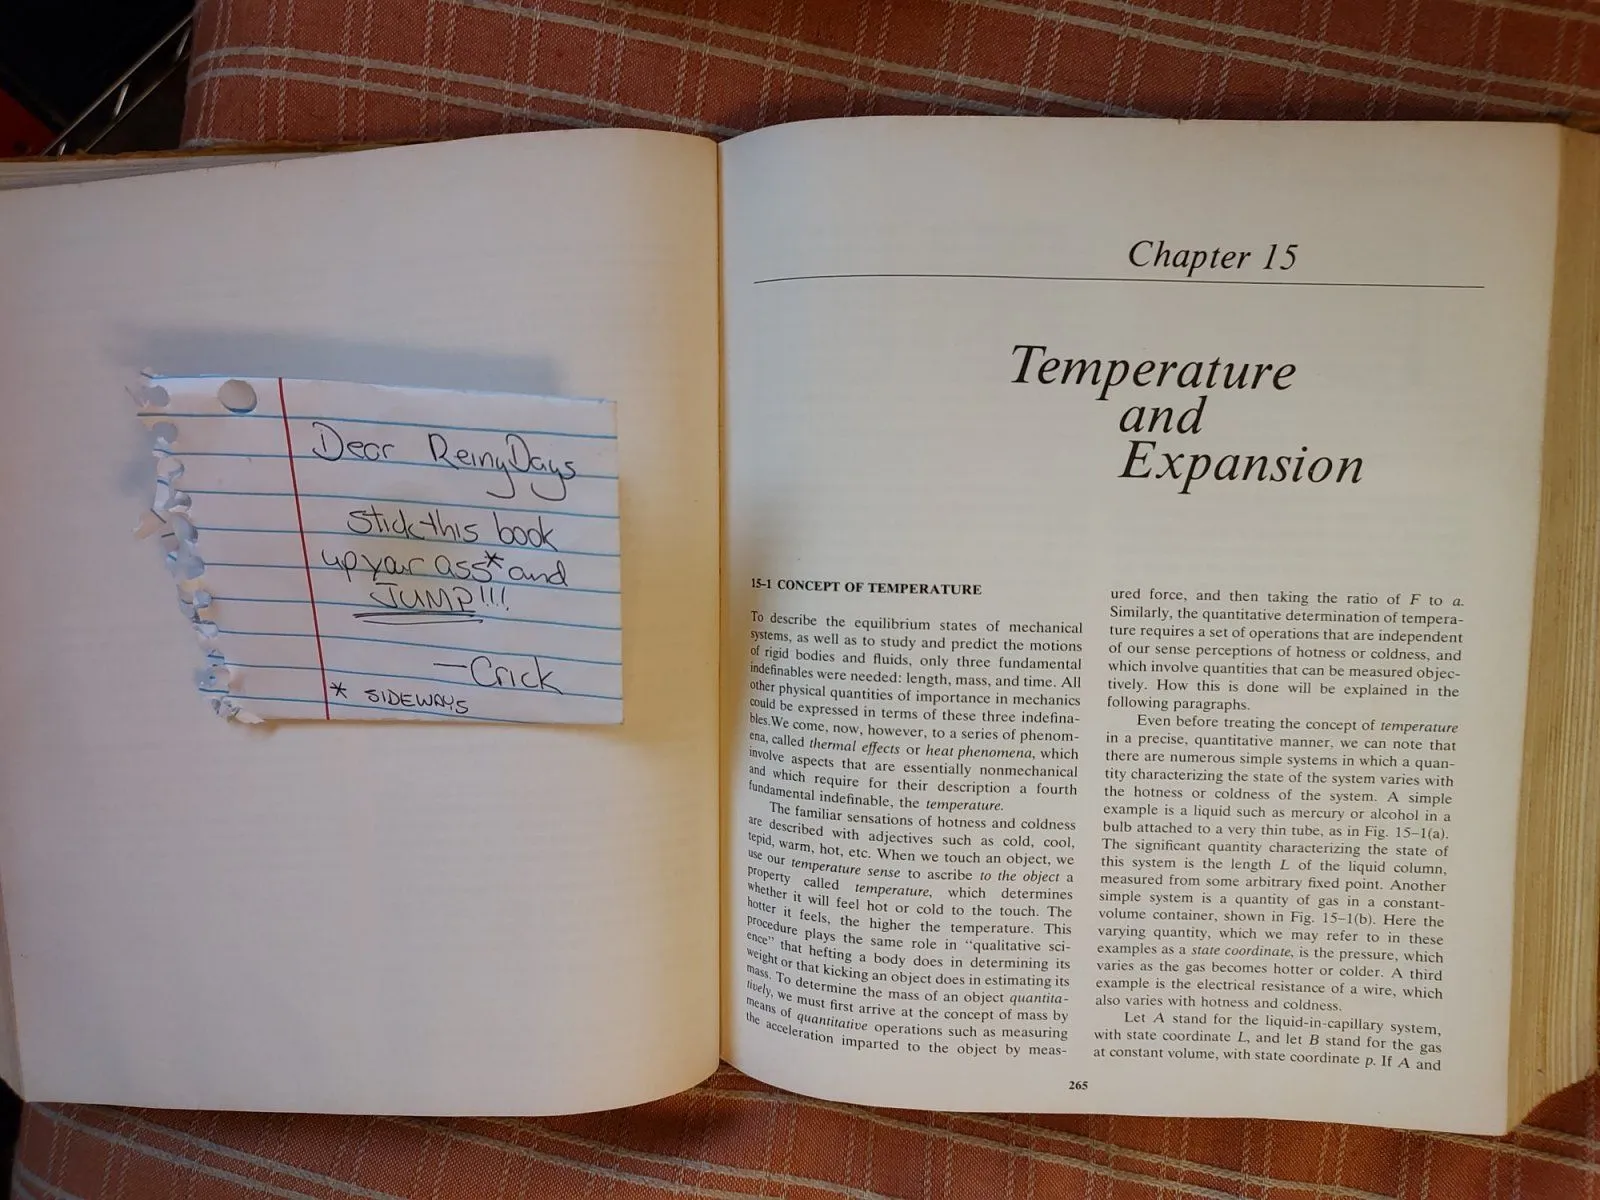 Dear ReinyDays
Stick this book
up your ass* and
JUMP!!!
—Crick
* SIDEWAYS
Chapter 15
Temperature
and
Expansion
15–1 CONCEPT OF TEMPERATURE
To describe the equilibrium states of mechanical
systems, as well as to study and predict the motions
of rigid bodies and fluids, only three fundamental
indefinables were needed: length, mass, and time. All
other physical quantities of importance in mechanics
could be expressed in terms of these three indefina-
bles.We come, now, however, to a series of phenom-
ena, called thermal effects or heat phenomena, which
involve aspects that are essentially nonmechanical
and which require for their description a fourth
fundamental indefinable, the temperature.
The familiar sensations of hotness and coldness
are described with adjectives such as cold, cool,
tepid, warm, hot, etc. When we touch an object, we
use our temperature sense to ascribe to the object a
property called temperature, which determines
whether it will feel hot or cold to the touch. The
hotter it feels, the higher the temperature. This
procedure plays the same role in “qualitative sci-
ence” that hefting a body does in determining its
weight or that kicking an object does in estimating its
mass. To determine the mass of an object quantita-
tively, we must first arrive at the concept of mass by
means of quantitative operations such as measuring
the acceleration imparted to the object by meas-
ured force, and then taking the ratio of F to a.
Similarly, the quantitative determination of tempera-
ture requires a set of operations that are independent
of our sense perceptions of hotness or coldness, and
which involve quantities that can be measured objec-
tively. How this is done will be explained in the
following paragraphs.
Even before treating the concept of temperature
in a precise, quantitative manner, we can note that
there are numerous simple systems in which a quan-
tity characterizing the state of the system varies with
the hotness or coldness of the system. A simple
example is a liquid such as mercury or alcohol in a
bulb attached to a very thin tube, as in Fig. 15–1(a).
The significant quantity characterizing the state of
this system is the length L of the liquid column,
measured from some arbitrary fixed point. Another
simple system is a quantity of gas in a constant-
volume container, shown in Fig. 15–1(b). Here the
varying quantity, which we may refer to in these
examples as a state coordinate, is the pressure, which
varies as the gas becomes hotter or colder. A third
example is the electrical resistance of a wire, which
also varies with hotness and coldness.
Let A stand for the liquid-in-capillary system,
with state coordinate L, and let B stand for the gas
at constant volume, with state coordinate p. If A and
265